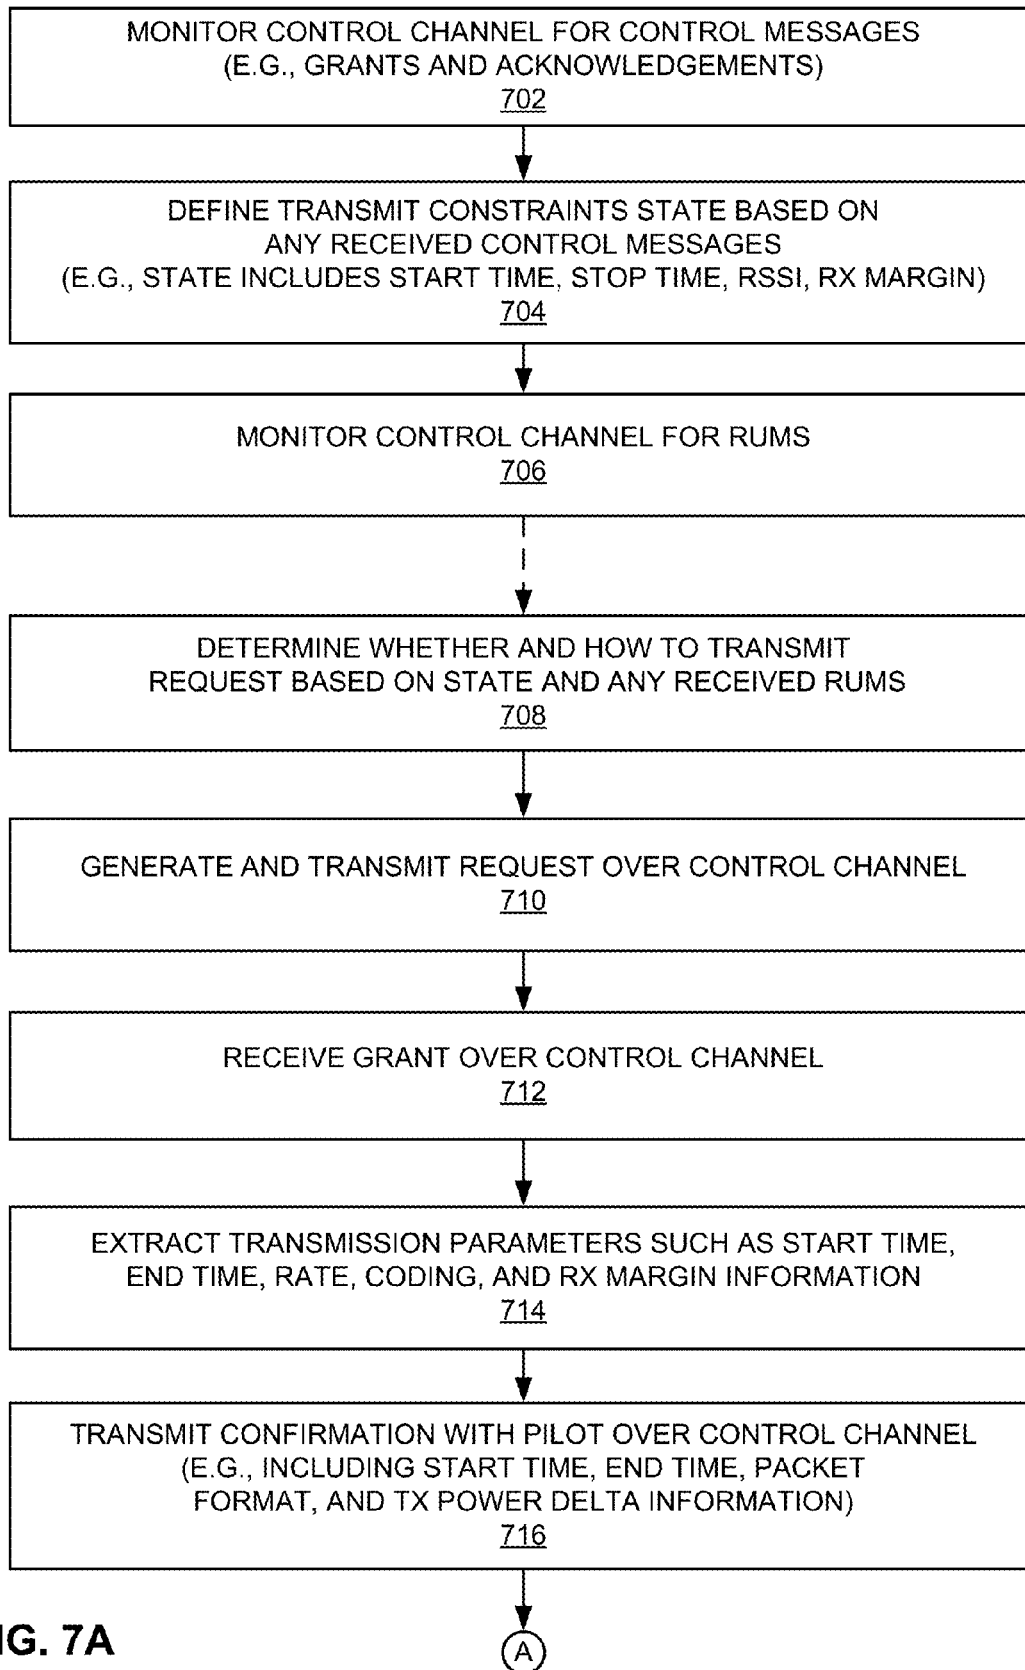 MONITOR CONTROL CHANNEL FOR CONTROL MESSAGES
(E.G., GRANTS AND ACKNOWLEDGEMENTS)
702
DEFINE TRANSMIT CONSTRAINTS STATE BASED ON
ANY RECEIVED CONTROL MESSAGES
(E.G., STATE INCLUDES START TIME, STOP TIME, RSSI, RX MARGIN)
704
MONITOR CONTROL CHANNEL FOR RUMS
706
DETERMINE WHETHER AND HOW TO TRANSMIT
REQUEST BASED ON STATE AND ANY RECEIVED RUMS
708
GENERATE AND TRANSMIT REQUEST OVER CONTROL CHANNEL
710
RECEIVE GRANT OVER CONTROL CHANNEL
712
EXTRACT TRANSMISSION PARAMETERS SUCH AS START TIME,
END TIME, RATE, CODING, AND RX MARGIN INFORMATION
714
TRANSMIT CONFIRMATION WITH PILOT OVER CONTROL CHANNEL
(E.G., INCLUDING START TIME, END TIME, PACKET
FORMAT, AND TX POWER DELTA INFORMATION)
716
IG. 7A
A